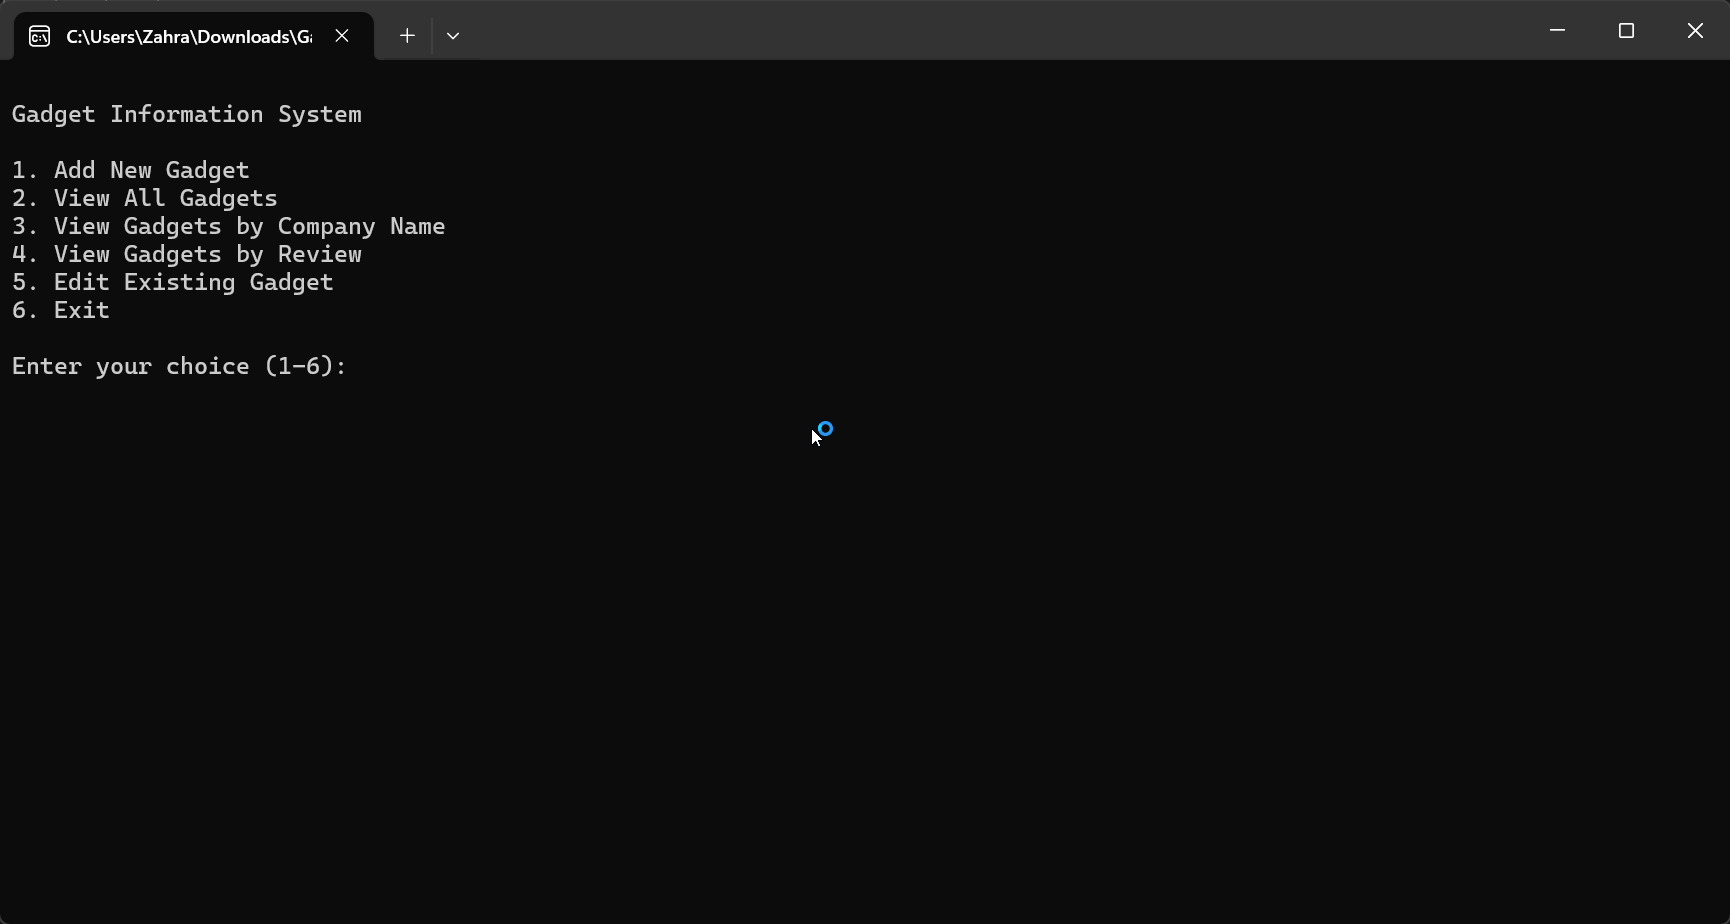 C:\Users\Zahra\Downloads\Ga
Gadget Information System
1. Add New Gadget
2. View All Gadgets
3. View Gadgets by Company Name
4. View Gadgets by Review
5. Edit Existing Gadget
6. Exit
Enter your choice (1-6):